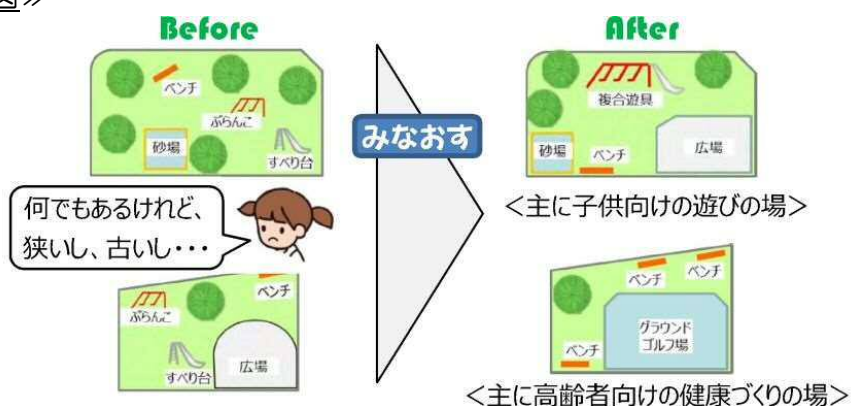 図≫
Before
After
ベンチ
ぶらんこ
砂場
すべり台
みなおす
複合遊具
砂場
ベンチ
広場
何でもあるけれど、
狭いし、古いし・・・
<主に子供向けの遊びの場>
ベンチ
ぶらんこ
すべり台
広場
ベンチ
ベンチ
グラウンド
ゴルフ場
ベンチ
<主に高齢者向けの健康づくりの場>